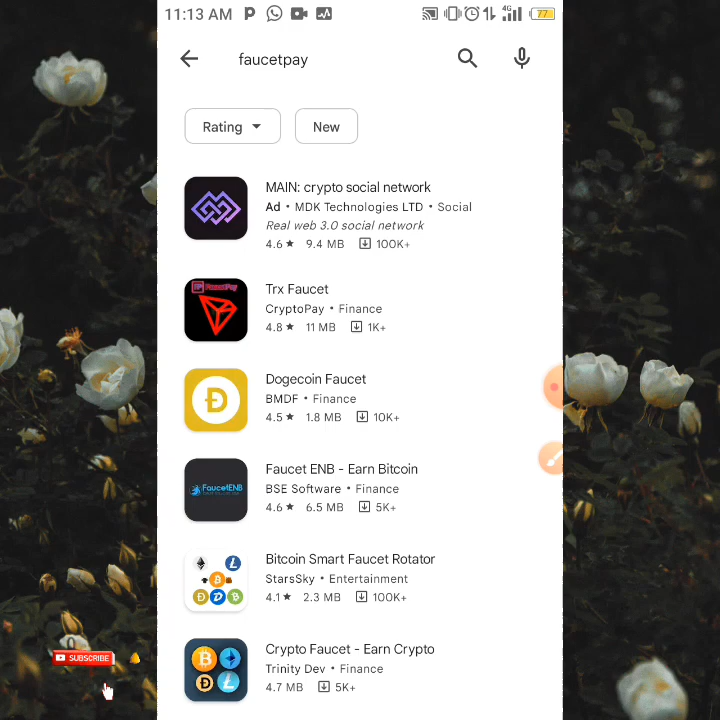 11:13 AM
4G
77
faucetpay
Rating
New
MAIN: crypto social network
Ad • MDK Technologies LTD • Social
Real web 3.0 social network
4.6 ★ 9.4 MB 100K+
FaucetPay
Trx Faucet
CryptoPay • Finance
4.8 ★ 11 MB 1K+
Dogecoin Faucet
BMDF • Finance
4.5 ★ 1.8 MB 10K+
FaucetENB
Faucet ENB - Earn Bitcoin
BSE Software • Finance
4.6 ★ 6.5 MB 5K+
Bitcoin Smart Faucet Rotator
StarsSky • Entertainment
4.1 ★ 2.3 MB 100K+
Crypto Faucet - Earn Crypto
Trinity Dev • Finance
4.7 MB 5K+
SUBSCRIBE